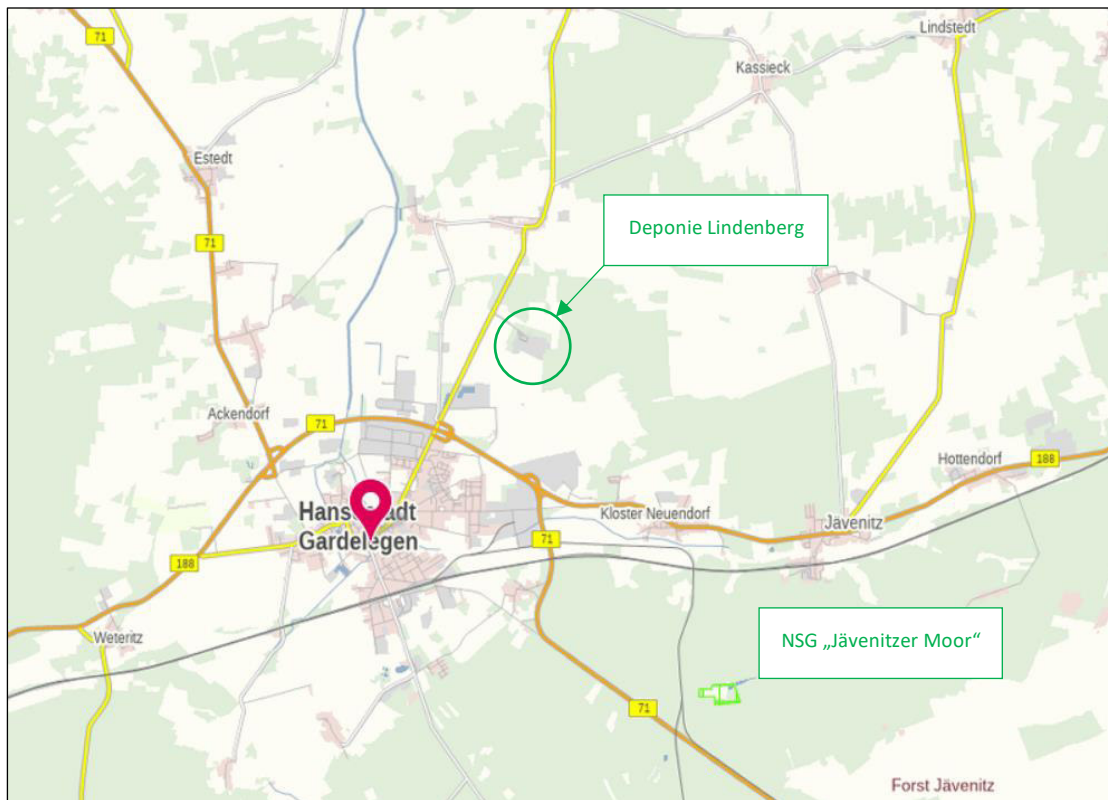 Lindstedt
71
Kassieck
Estedt
Deponie Lindenberg
71
Ackendorf
71
Hottendorf
188
Hansestadt
Gardelegen
Kloster Neuendorf
Jävenitz
71
188
Weteritz
NSG „Jävenitzer Moor“
71
Forst Jävenitz